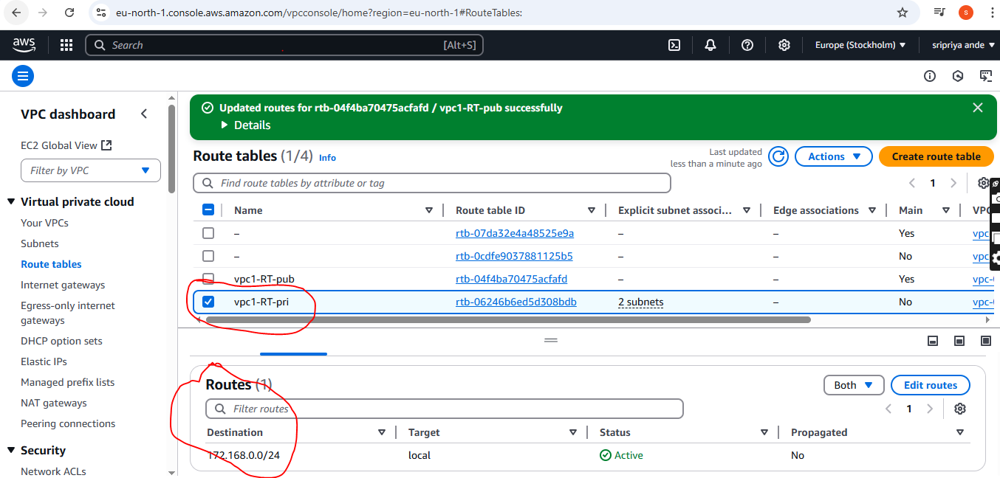 eu-north-1.console.aws.amazon.com/vpcconsole/home?region=eu-north-1#RouteTables:
s
aws
Search
[Alt+S]
Europe (Stockholm)
sripriya ande
VPC dashboard
EC2 Global View
Filter by VPC
Virtual private cloud
Your VPCs
Subnets
Route tables
Internet gateways
Egress-only internet
gateways
DHCP option sets
Elastic IPs
Managed prefix lists
NAT gateways
Peering connections
Security
Network ACLs
Updated routes for rtb-04f4ba70475acfafd / vpc1-RT-pub successfully
Details
Route tables (1/4) Info
Last updated
less than a minute ago
Actions
Create route table
Find route tables by attribute or tag
1
Name Route table ID Explicit subnet associ... Edge associations Main VPC
– rtb-07da32e4a48525e9a – – Yes vpc
– rtb-0cdfe9037881125b5 – – No vpc
vpc1-RT-pub rtb-04f4ba70475acfafd – – Yes vpc-
vpc1-RT-pri rtb-06246b6ed5d308bdb 2 subnets – No vpc-
Routes (1)
Both
Edit routes
Filter routes
1
Destination Target Status Propagated
172.168.0.0/24 local Active No